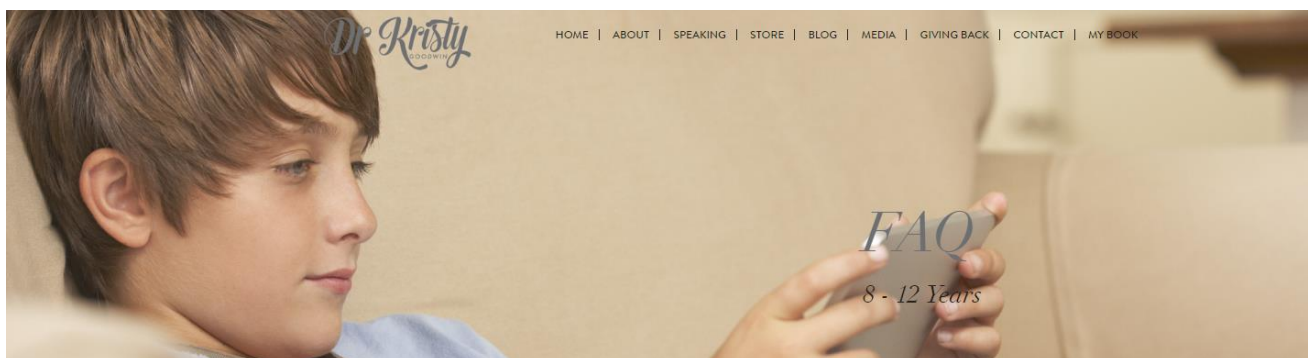 Dr Kristy
GOODWIN
HOME | ABOUT | SPEAKING | STORE | BLOG | MEDIA | GIVING BACK | CONTACT | MY BOOK
FAQ
8 - 12 Years